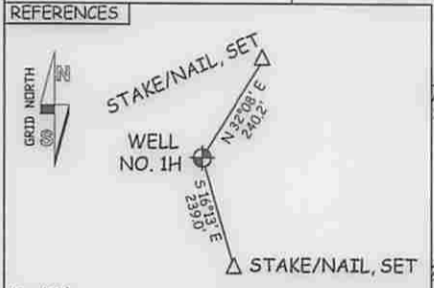 REFERENCES
STAKE/NAIL, SET
N
GRID NORTH
S
N 32°08' E
240.2'
WELL
NO. 1H
S 16°13' E
239.0'
STAKE/NAIL, SET